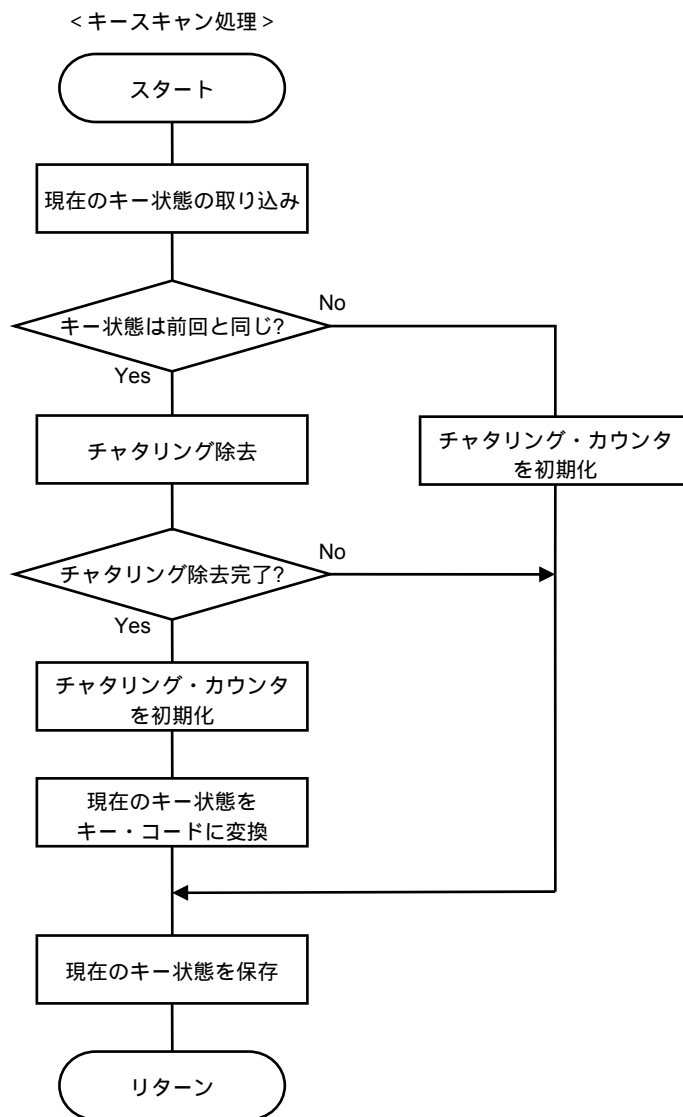 <キースキャン処理>
スタート
現在のキー状態の取り込み
No
キー状態は前回と同じ?
Yes
チャタリング除去
チャタリング・カウンタ
を初期化
No
チャタリング除去完了?
Yes
チャタリング・カウンタ
を初期化
現在のキー状態を
キー・コードに変換
現在のキー状態を保存
リターン